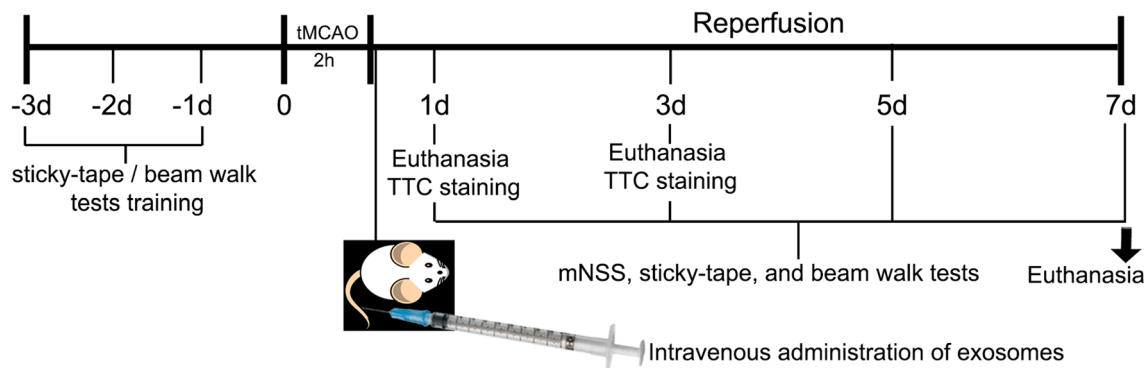 tMCAO
2h
Reperfusion
-3d
-2d
-1d
0
1d
3d
5d
7d
sticky-tape / beam walk
tests training
Euthanasia
TTC staining
Euthanasia
TTC staining
mNSS, sticky-tape, and beam walk tests
Euthanasia
Intravenous administration of exosomes